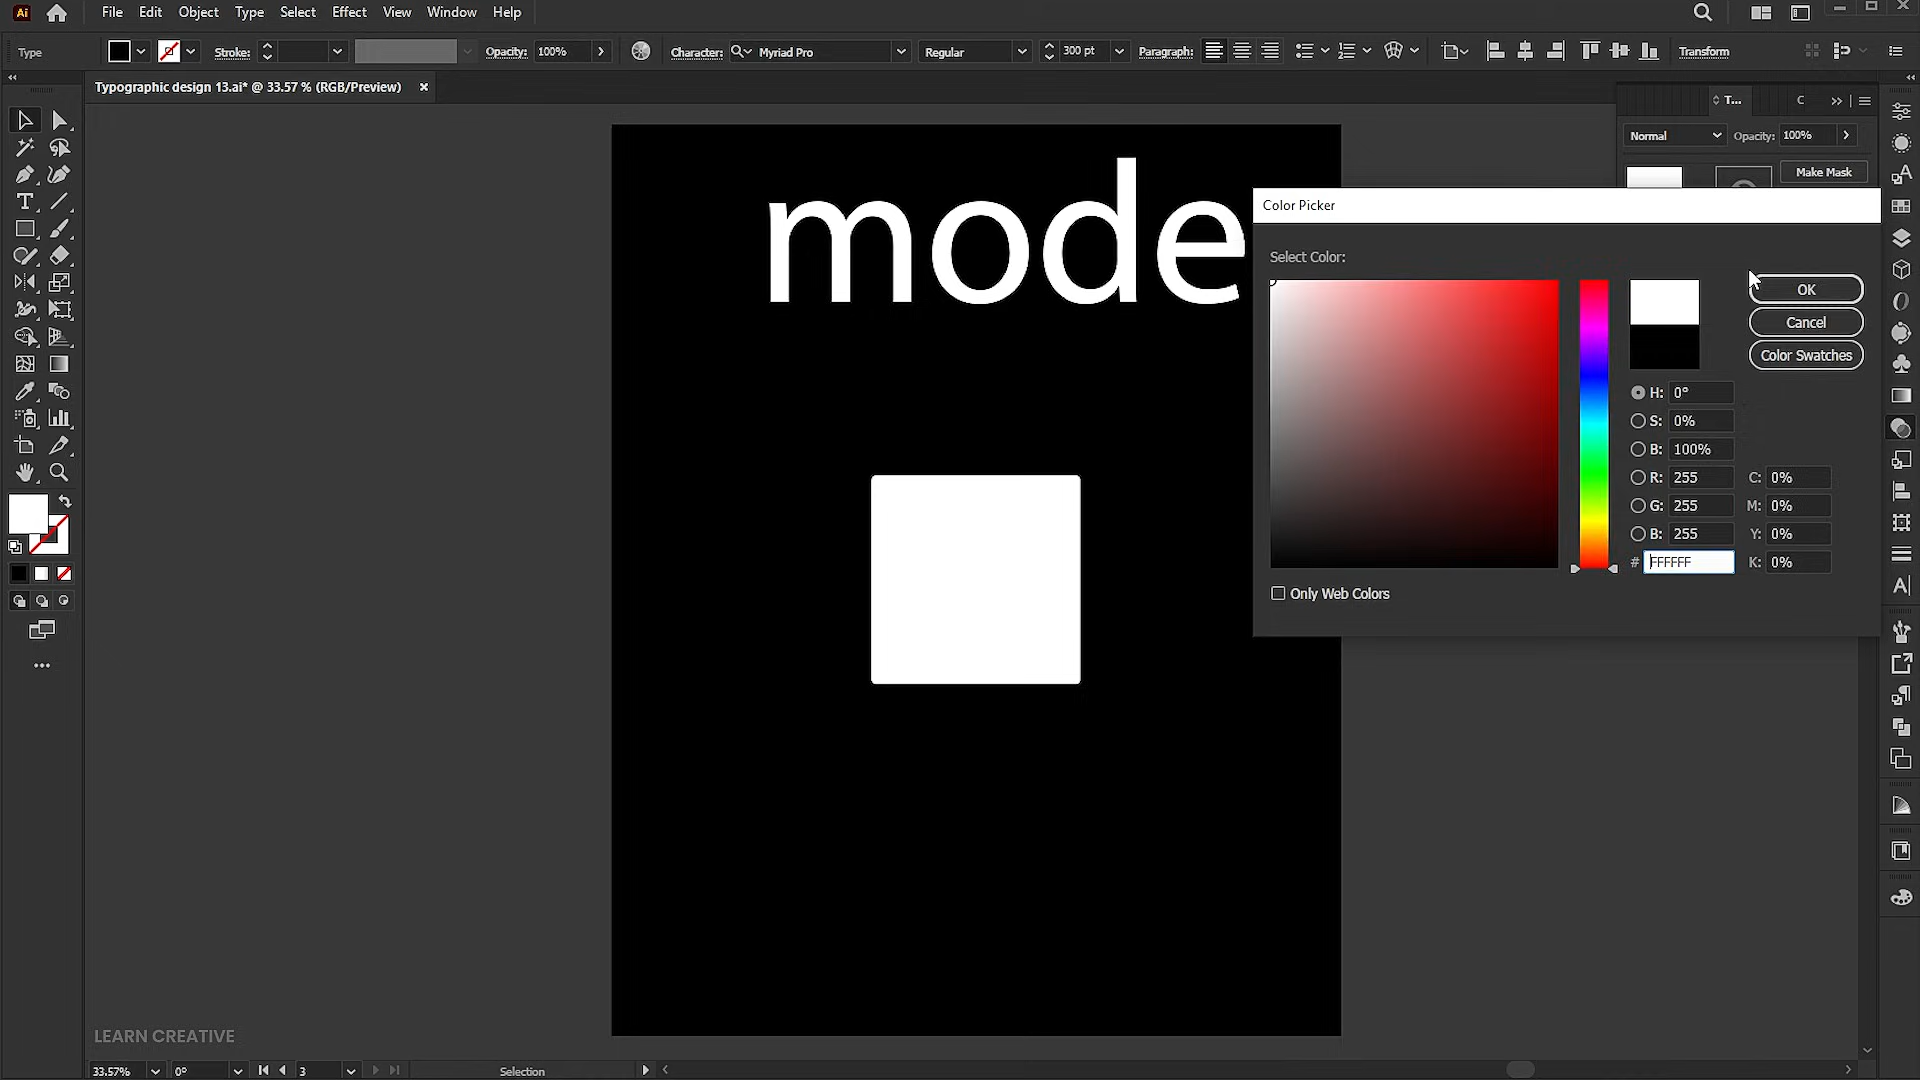 Ai File Edit Object Type Select Effect View Window Help
Type Stroke: Opacity: 100% Character: Myriad Pro Regular 300 pt Paragraph: Transform
Typographic design 13.ai* @ 33.57 % (RGB/Preview)
T... C
Normal Opacity: 100%
Make Mask
mode
Color Picker
Select Color:
OK
Cancel
Color Swatches
H: 0°
S: 0%
B: 100%
R: 255 C: 0%
G: 255 M: 0%
B: 255 Y: 0%
# FFFFFF K: 0%
Only Web Colors
LEARN CREATIVE
33.57% 0° 3 Selection